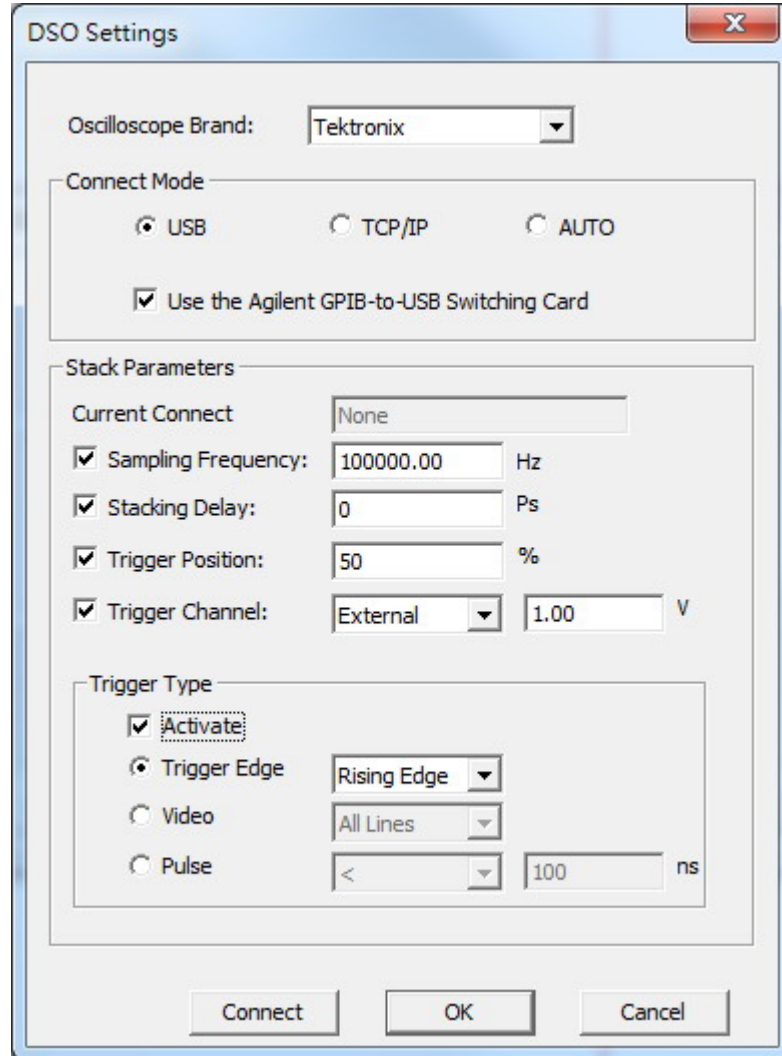 DSO Settings
Oscilloscope Brand: Tektronix
Connect Mode
USB TCP/IP AUTO
Use the Agilent GPIB-to-USB Switching Card
Stack Parameters
Current Connect None
Sampling Frequency: 100000.00 Hz
Stacking Delay: 0 Ps
Trigger Position: 50 %
Trigger Channel: External 1.00 V
Trigger Type
Activate
Trigger Edge Rising Edge
Video All Lines
Pulse < 100 ns
Connect OK Cancel